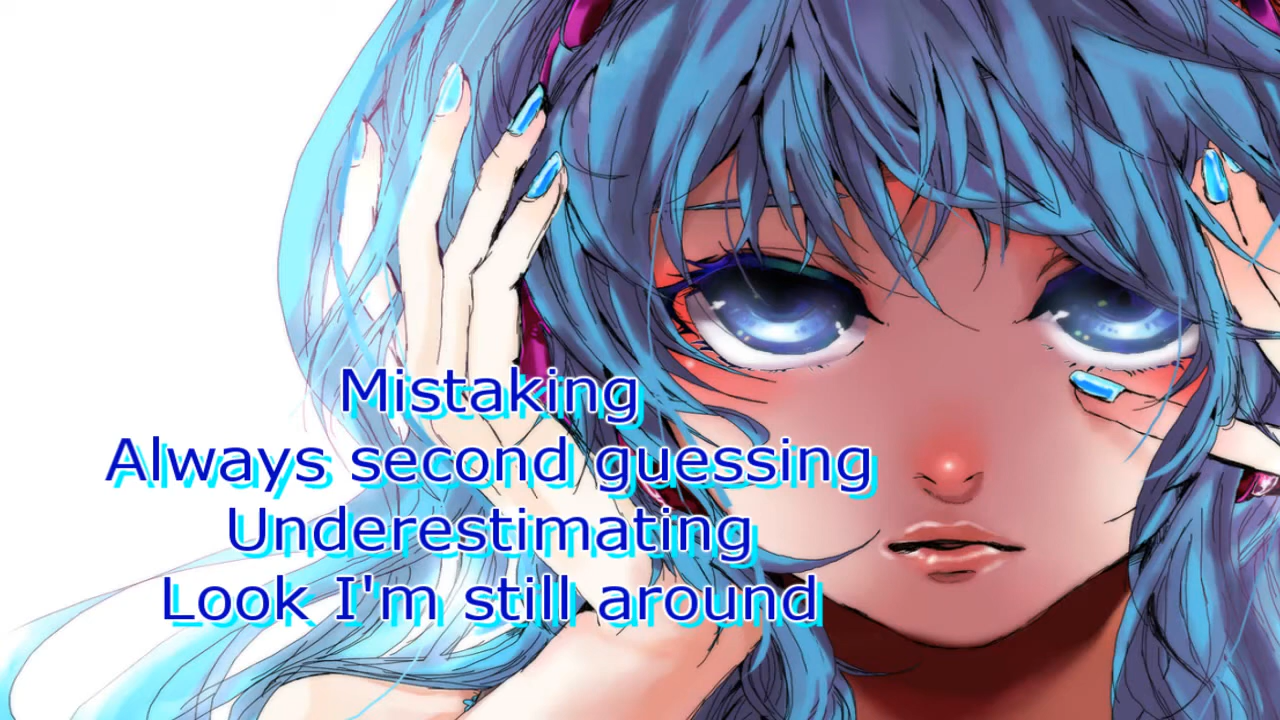 Mistaking
Always second guessing
Underestimating
Look I'm still around